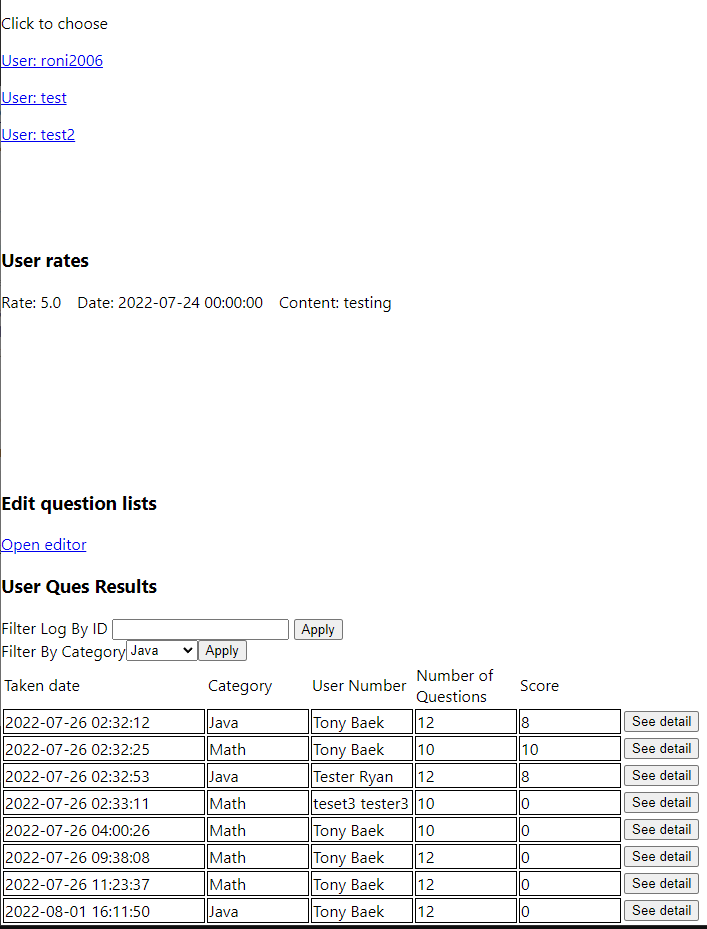 Click to choose
User: roni2006
User: test
User: test2
User rates
Rate: 5.0 Date: 2022-07-24 00:00:00 Content: testing
Edit question lists
Open editor
User Ques Results
Filter Log By ID Apply
Filter By Category Java Apply
Taken date Category User Number Number of Questions Score
2022-07-26 02:32:12 Java Tony Baek 12 8 See detail
2022-07-26 02:32:25 Math Tony Baek 10 10 See detail
2022-07-26 02:32:53 Java Tester Ryan 12 8 See detail
2022-07-26 02:33:11 Math teset3 tester3 10 0 See detail
2022-07-26 04:00:26 Math Tony Baek 10 0 See detail
2022-07-26 09:38:08 Math Tony Baek 12 0 See detail
2022-07-26 11:23:37 Math Tony Baek 12 0 See detail
2022-08-01 16:11:50 Java Tony Baek 12 0 See detail